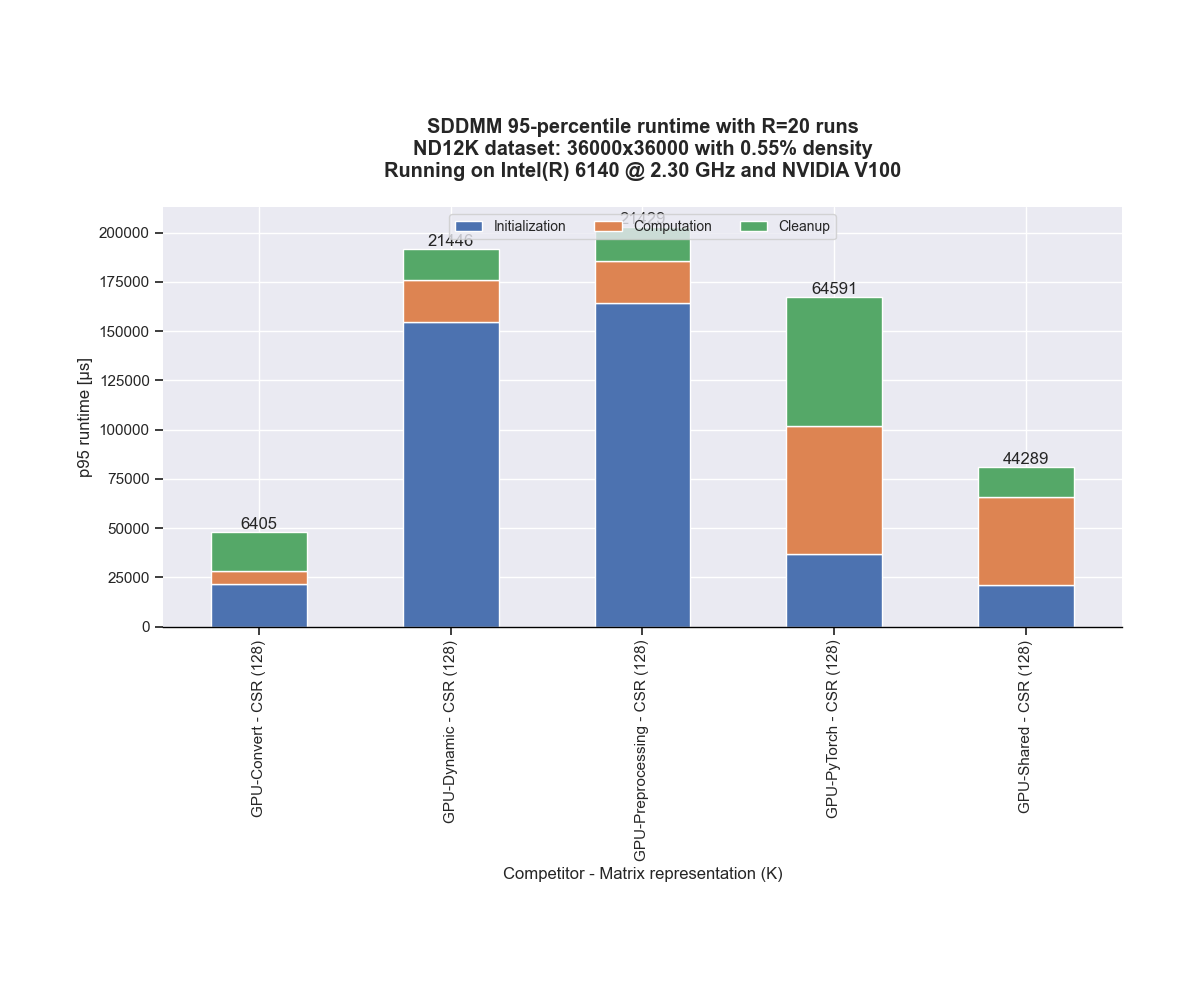 SDDMM 95-percentile runtime with R=20 runs
ND12K dataset: 36000x36000 with 0.55% density
Running on Intel(R) 6140 @ 2.30 GHz and NVIDIA V100
Initialization
Computation
Cleanup
p95 runtime [µs]
200000
175000
150000
125000
100000
75000
50000
25000
0
6405
21446
21429
64591
44289
GPU-Convert - CSR (128)
GPU-Dynamic - CSR (128)
GPU-Preprocessing - CSR (128)
GPU-PyTorch - CSR (128)
GPU-Shared - CSR (128)
Competitor - Matrix representation (K)